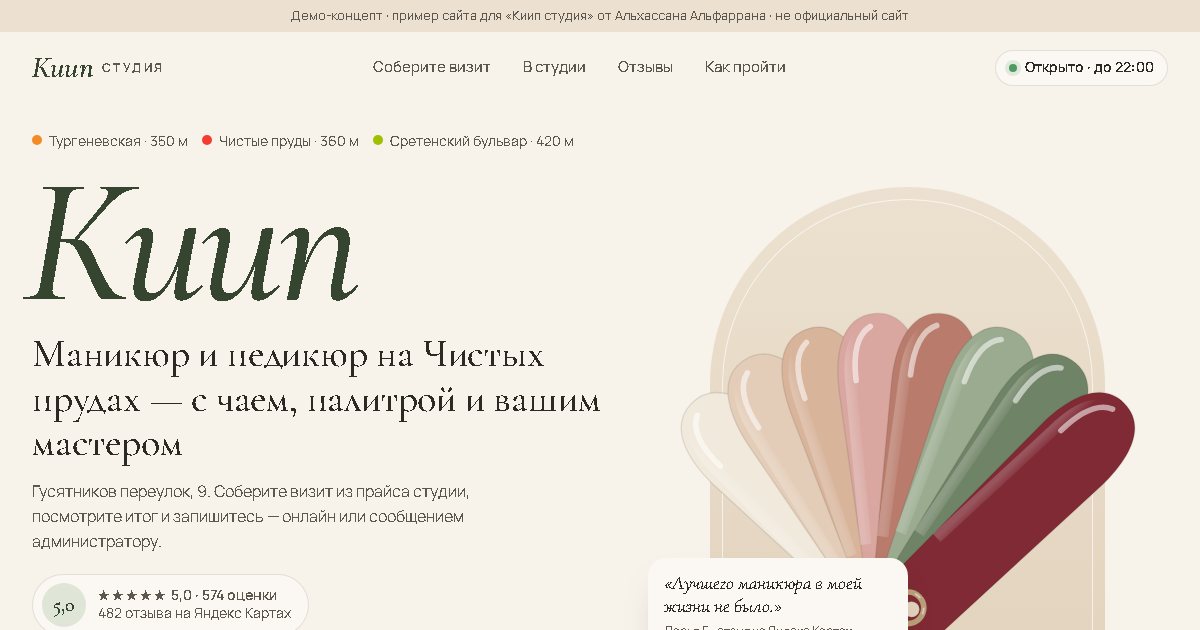 Демо-концепт · пример сайта для «Киип студия» от Альхассана Альфаррана · не официальный сайт
Киип СТУДИЯ
Соберите визит
В студии
Отзывы
Как пройти
Открыто · до 22:00
Тургеневская · 350 м
Чистые пруды · 360 м
Сретенский бульвар · 420 м
Киип
Маникюр и педикюр на Чистых
прудах — с чаем, палитрой и вашим
мастером
Гусятников переулок, 9. Соберите визит из прайса студии,
посмотрите итог и запишитесь — онлайн или сообщением
администратору.
5,0
★★★★★ 5,0 · 574 оценки
482 отзыва на Яндекс Картах
«Лучшего маникюра в моей
жизни не было.»